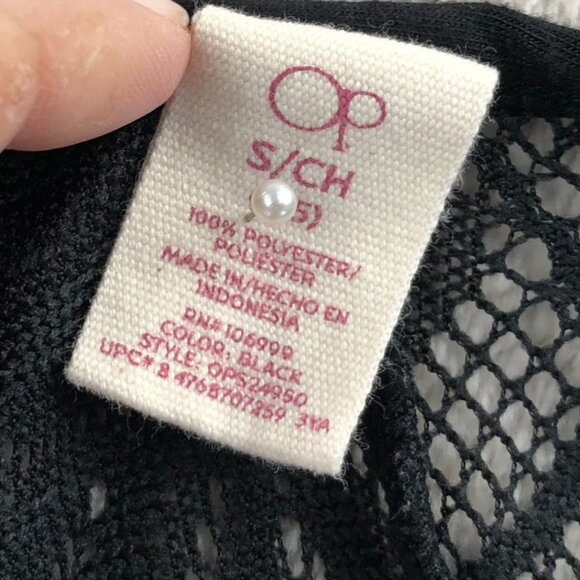 Op
S/CH
5)
100% POLYESTER/
POLIESTER
MADE IN/HECHO EN
INDONESIA
RN# 106999
COLOR: BLACK
STYLE: OPS24950
UPC# 8 4768707259 3YA